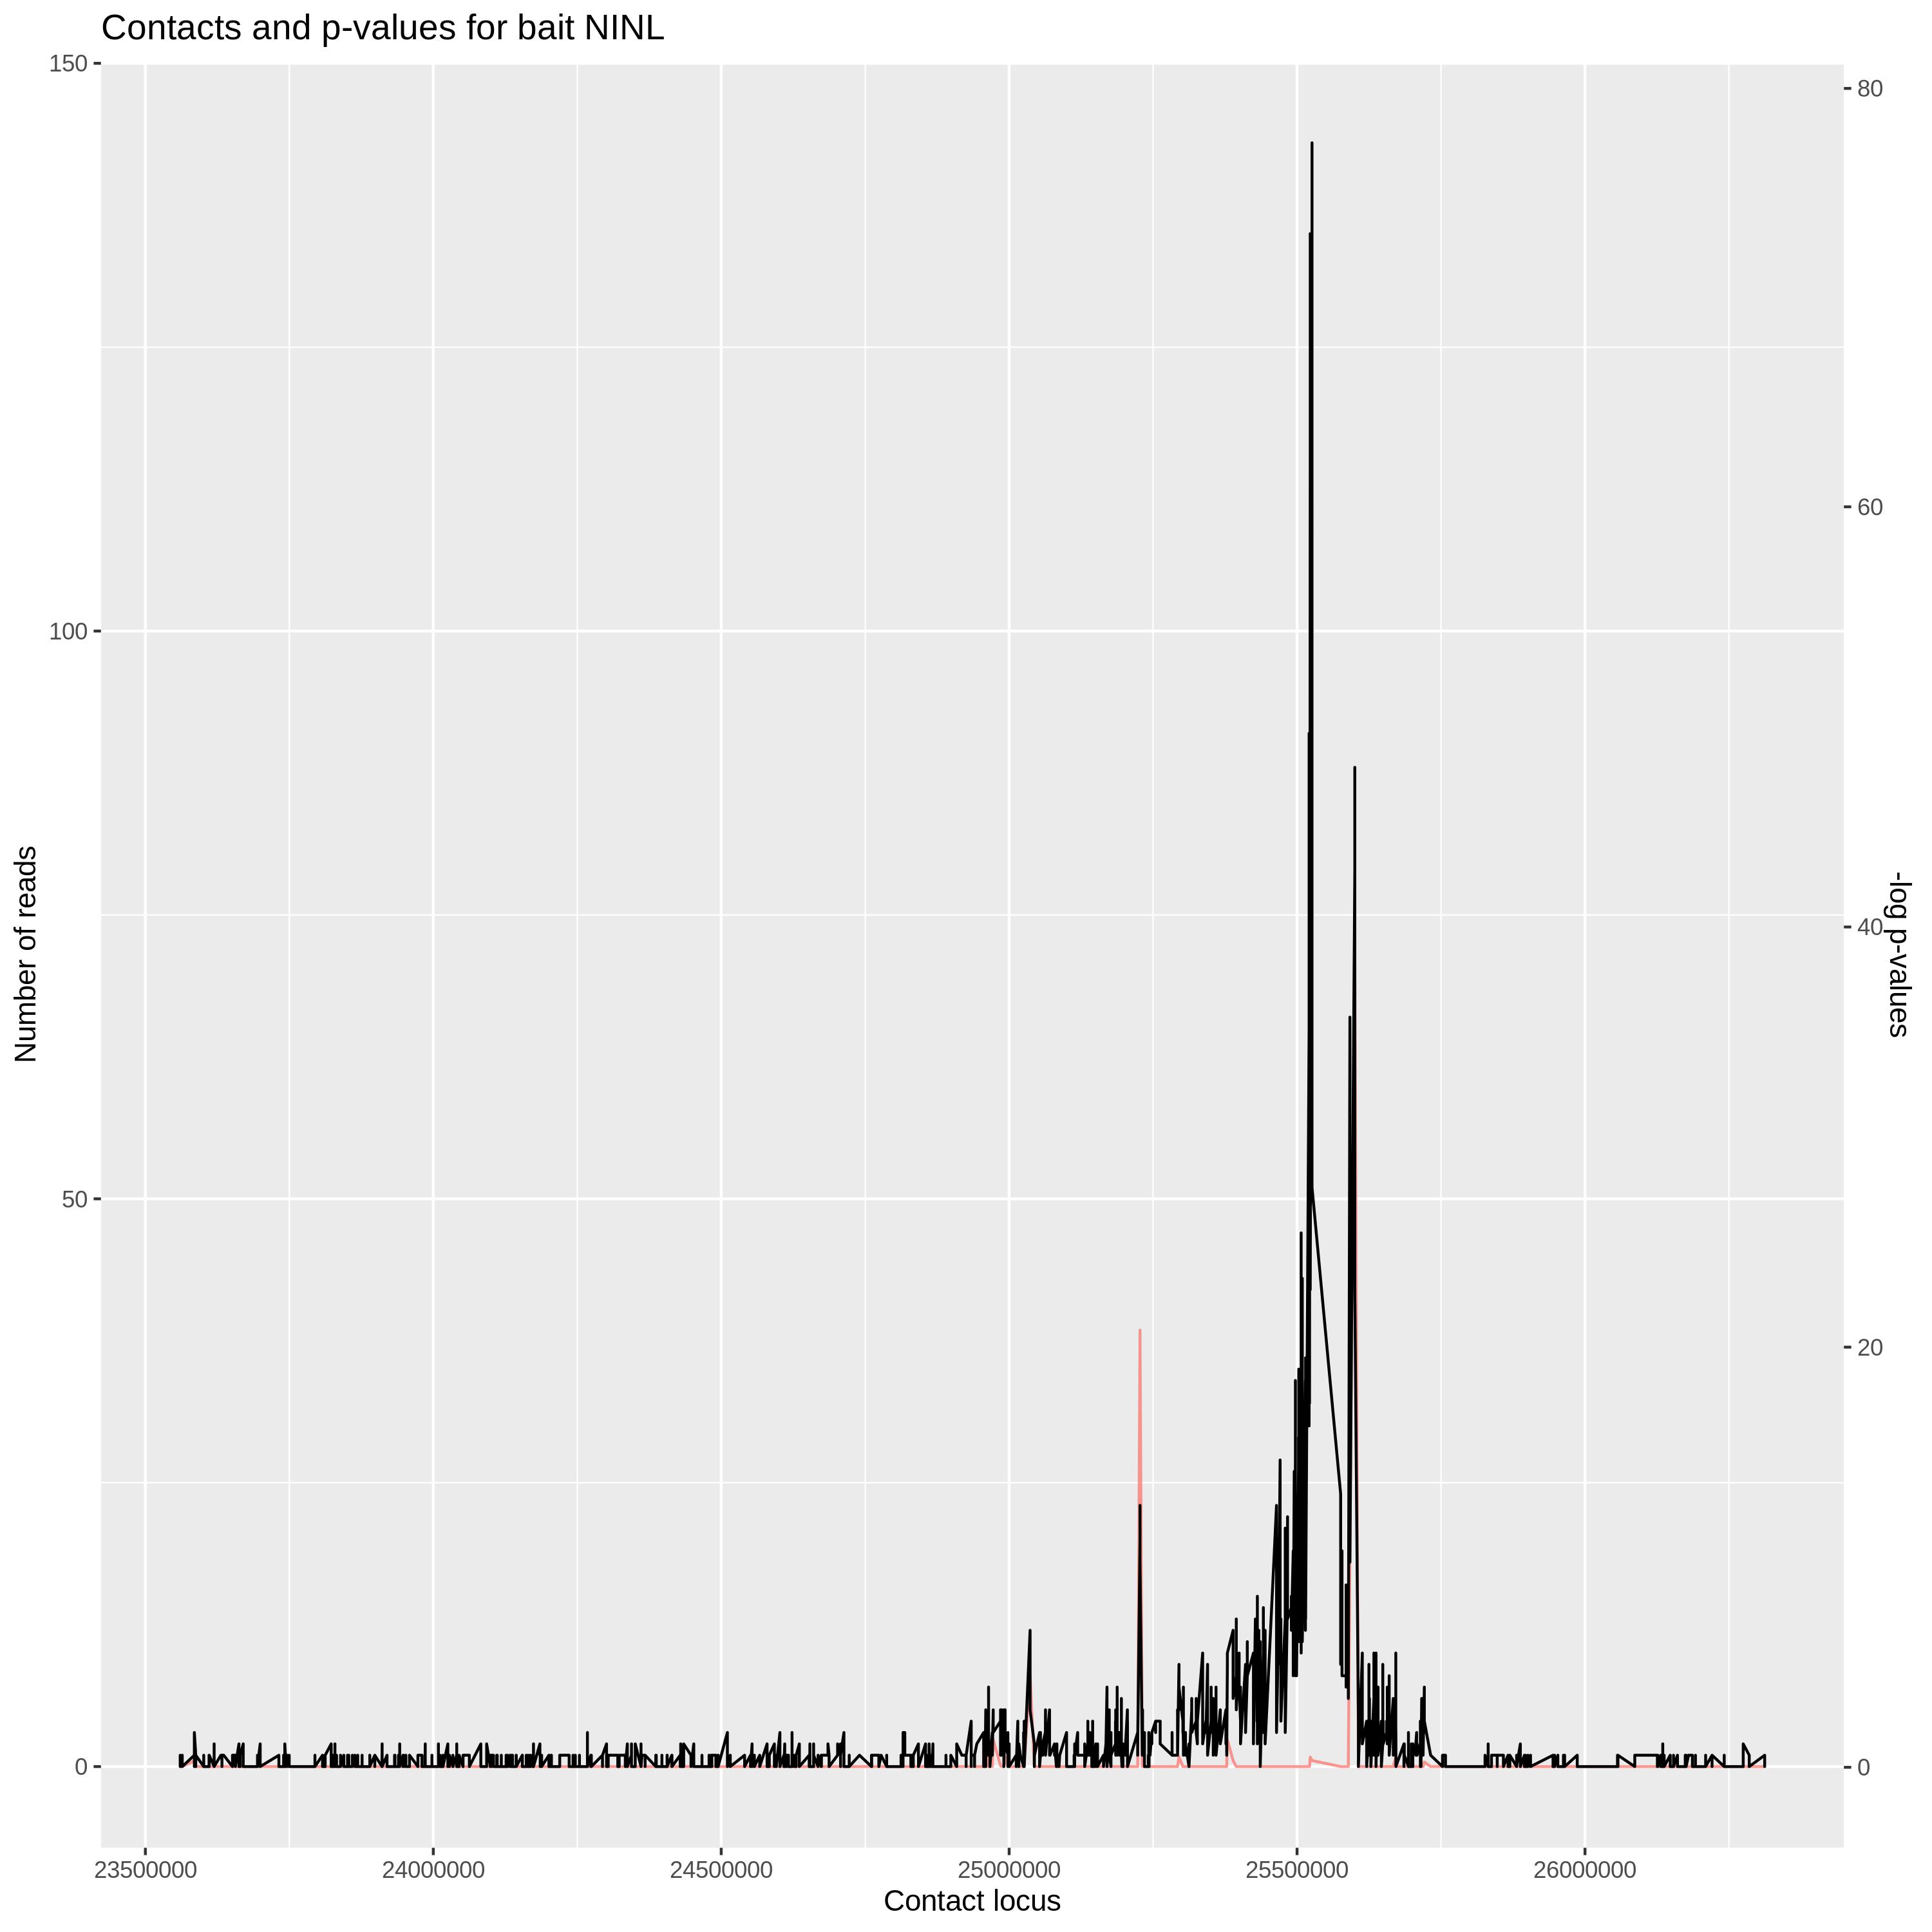 Contacts and p-values for bait NINL
150
100
50
0
80
60
40
20
0
Number of reads
-log p-values
23500000 24000000 24500000 25000000 25500000 26000000
Contact locus